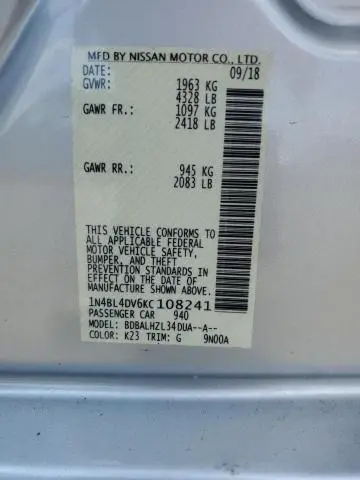 MFD BY NISSAN MOTOR CO., LTD.
DATE: 09/18
GVWR: 1963 KG
4328 LB
GAWR FR.: 1097 KG
2418 LB
GAWR RR.: 945 KG
2083 LB
THIS VEHICLE CONFORMS TO
ALL APPLICABLE FEDERAL
MOTOR VEHICLE SAFETY,
BUMPER, AND THEFT
PREVENTION STANDARDS IN
EFFECT ON THE DATE OF
MANUFACTURE SHOWN ABOVE.
1N4BL4DV6KC108241
PASSENGER CAR 940
MODEL: BDBALHZL34DUA--A--
COLOR: K23 TRIM: G 9N00A